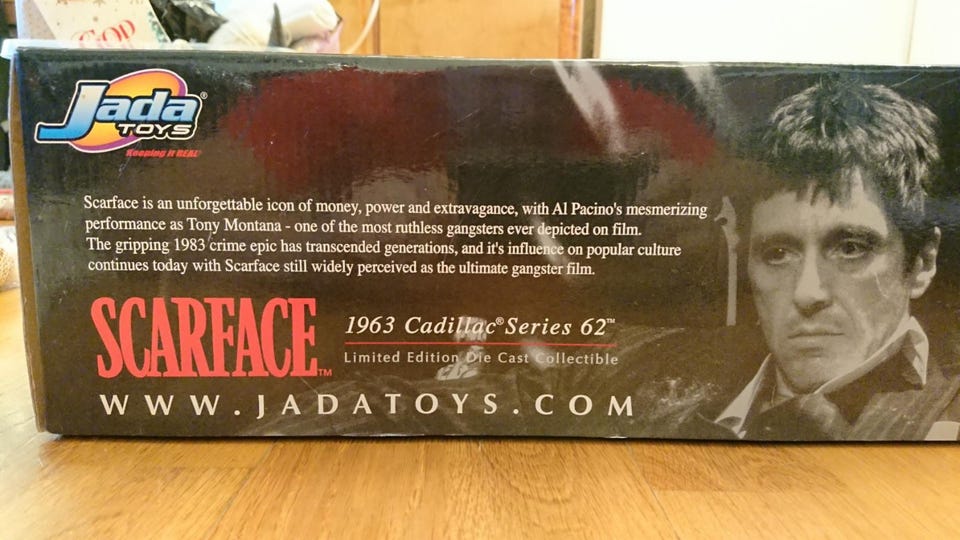 TOP
Jada®
TOYS
Keeping it REAL!
Scarface is an unforgettable icon of money, power and extravagance, with Al Pacino's mesmerizing
performance as Tony Montana - one of the most ruthless gangsters ever depicted on film.
The gripping 1983 crime epic has transcended generations, and it's influence on popular culture
continues today with Scarface still widely perceived as the ultimate gangster film.
SCARFACE™
1963 Cadillac® Series 62™
Limited Edition Die Cast Collectible
WWW.JADATOYS.COM